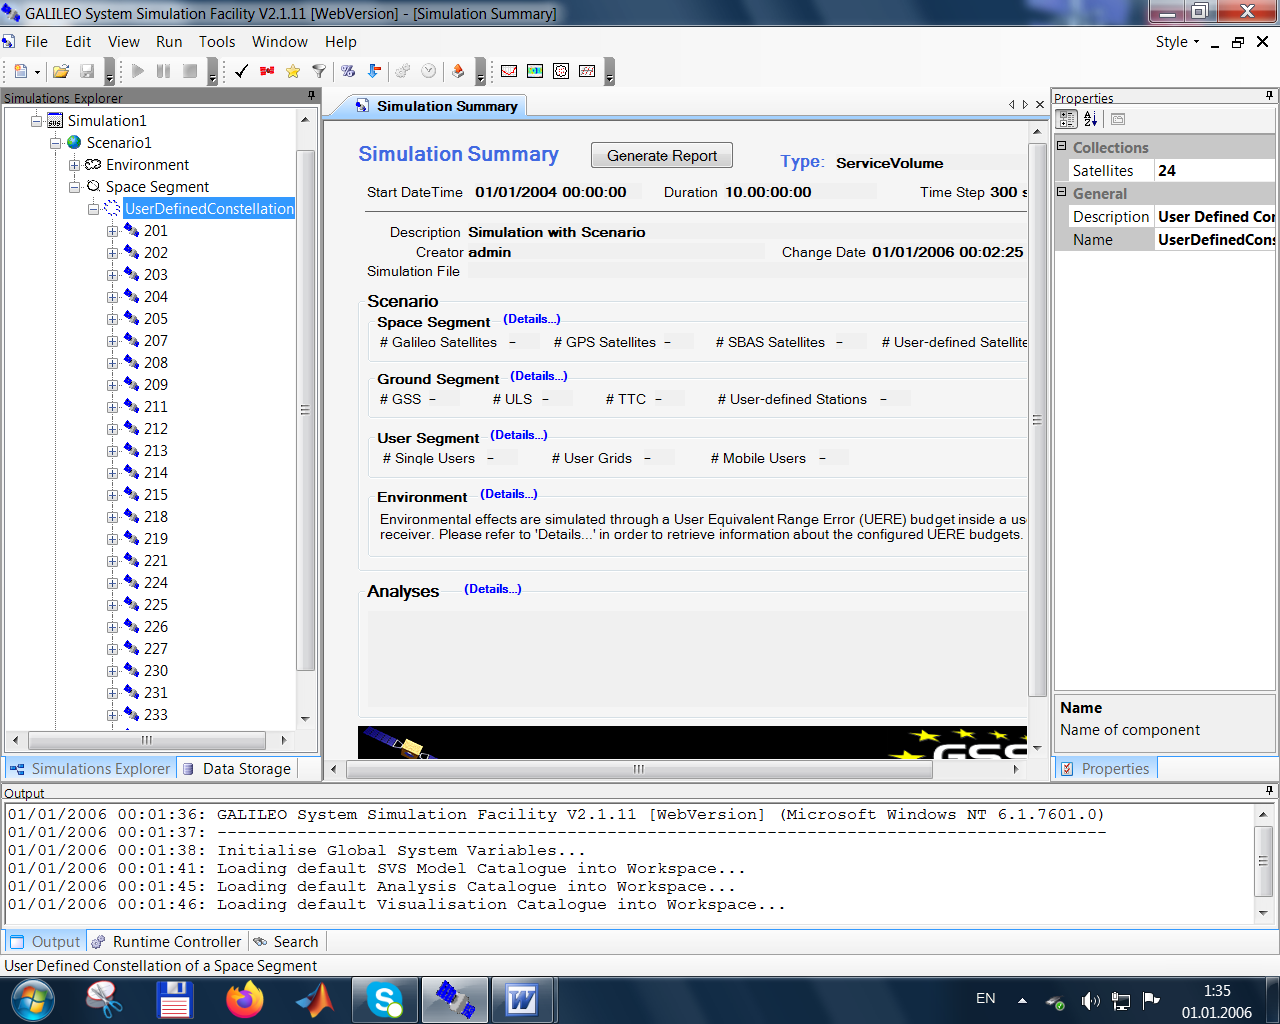 GALILEO System Simulation Facility V2.1.11 [WebVersion] - [Simulation Summary]
File Edit View Run Tools Window Help Style
Simulations Explorer
Simulation1
Scenario1
Environment
Space Segment
UserDefinedConstellation
201
202
203
204
205
207
208
209
211
212
213
214
215
218
219
221
224
225
226
227
230
231
233
Simulations Explorer Data Storage
Simulation Summary
Simulation Summary Generate Report Type: ServiceVolume
Start DateTime 01/01/2004 00:00:00 Duration 10.00:00:00 Time Step 300 s
Description Simulation with Scenario
Creator admin Change Date 01/01/2006 00:02:25
Simulation File
Scenario
Space Segment (Details...)
# Galileo Satellites - # GPS Satellites - # SBAS Satellites - # User-defined Satellite
Ground Segment (Details...)
# GSS - # ULS - # TTC - # User-defined Stations -
User Segment (Details...)
# Single Users - # User Grids - # Mobile Users -
Environment (Details...)
Environmental effects are simulated through a User Equivalent Range Error (UERE) budget inside a us
receiver. Please refer to 'Details...' in order to retrieve information about the configured UERE budgets.
Analyses (Details...)
GSS
Properties
Collections
Satellites 24
General
Description User Defined Con
Name UserDefinedCons
Name
Name of component
Properties
Output
01/01/2006 00:01:36: GALILEO System Simulation Facility V2.1.11 [WebVersion] (Microsoft Windows NT 6.1.7601.0)
01/01/2006 00:01:37: -----------------------------------------------------------------------------------------
01/01/2006 00:01:38: Initialise Global System Variables...
01/01/2006 00:01:41: Loading default SVS Model Catalogue into Workspace...
01/01/2006 00:01:45: Loading default Analysis Catalogue into Workspace...
01/01/2006 00:01:46: Loading default Visualisation Catalogue into Workspace...
Output Runtime Controller Search
User Defined Constellation of a Space Segment
EN 1:35
01.01.2006